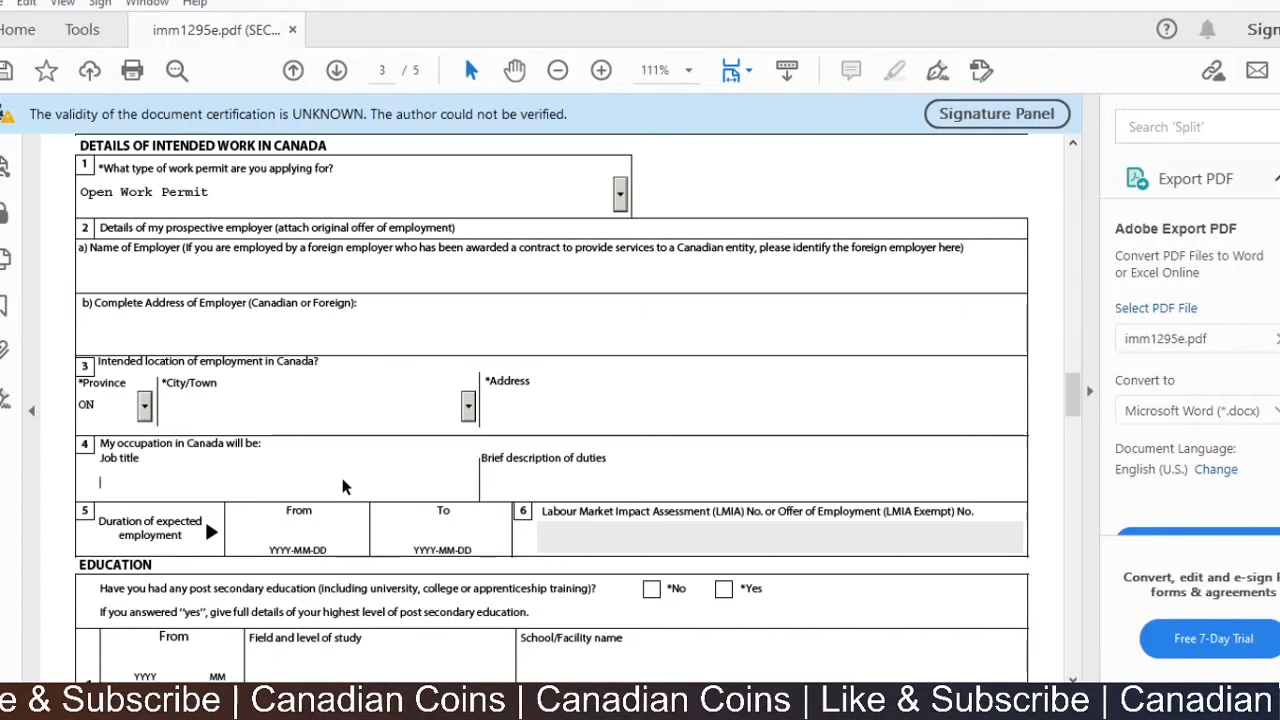 Edit View Sign Window Help
Home Tools imm1295e.pdf (SEC... × Sign
3 / 5 111%
The validity of the document certification is UNKNOWN. The author could not be verified. Signature Panel
Search 'Split'
Export PDF
Adobe Export PDF
Convert PDF Files to Word
or Excel Online
Select PDF File
imm1295e.pdf
Convert to
Microsoft Word (*.docx)
Document Language:
English (U.S.) Change
Convert, edit and e-sign
forms & agreements
Free 7-Day Trial
DETAILS OF INTENDED WORK IN CANADA
1 *What type of work permit are you applying for?
Open Work Permit
2 Details of my prospective employer (attach original offer of employment)
a) Name of Employer (If you are employed by a foreign employer who has been awarded a contract to provide services to a Canadian entity, please identify the foreign employer here)
b) Complete Address of Employer (Canadian or Foreign):
3 Intended location of employment in Canada?
*Province *City/Town *Address
ON
4 My occupation in Canada will be:
Job title Brief description of duties
5 Duration of expected employment From To
YYYY-MM-DD YYYY-MM-DD
6 Labour Market Impact Assessment (LMIA) No. or Offer of Employment (LMIA Exempt) No.
EDUCATION
Have you had any post secondary education (including university, college or apprenticeship training)? *No *Yes
If you answered "yes", give full details of your highest level of post secondary education.
From Field and level of study School/Facility name
YYYY MM
& Subscribe | Canadian Coins | Canadian Coins | Like & Subscribe | Canadian